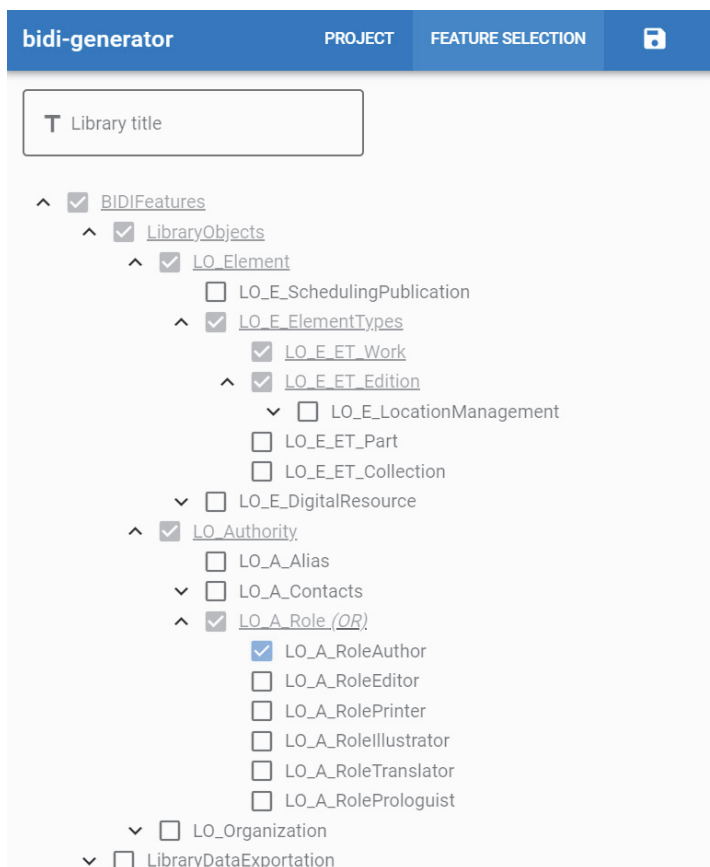 bidi-generator PROJECT FEATURE SELECTION
Library title
BIDIFeatures
LibraryObjects
LO_Element
LO_E_SchedulingPublication
LO_E_ElementTypes
LO_E_ET_Work
LO_E_ET_Edition
LO_E_LocationManagement
LO_E_ET_Part
LO_E_ET_Collection
LO_E_DigitalResource
LO_Authority
LO_A_Alias
LO_A_Contacts
LO_A_Role (OR)
LO_A_RoleAuthor
LO_A_RoleEditor
LO_A_RolePrinter
LO_A_RoleIllustrator
LO_A_RoleTranslator
LO_A_RoleProloguist
LO_Organization
LibraryDataExportation